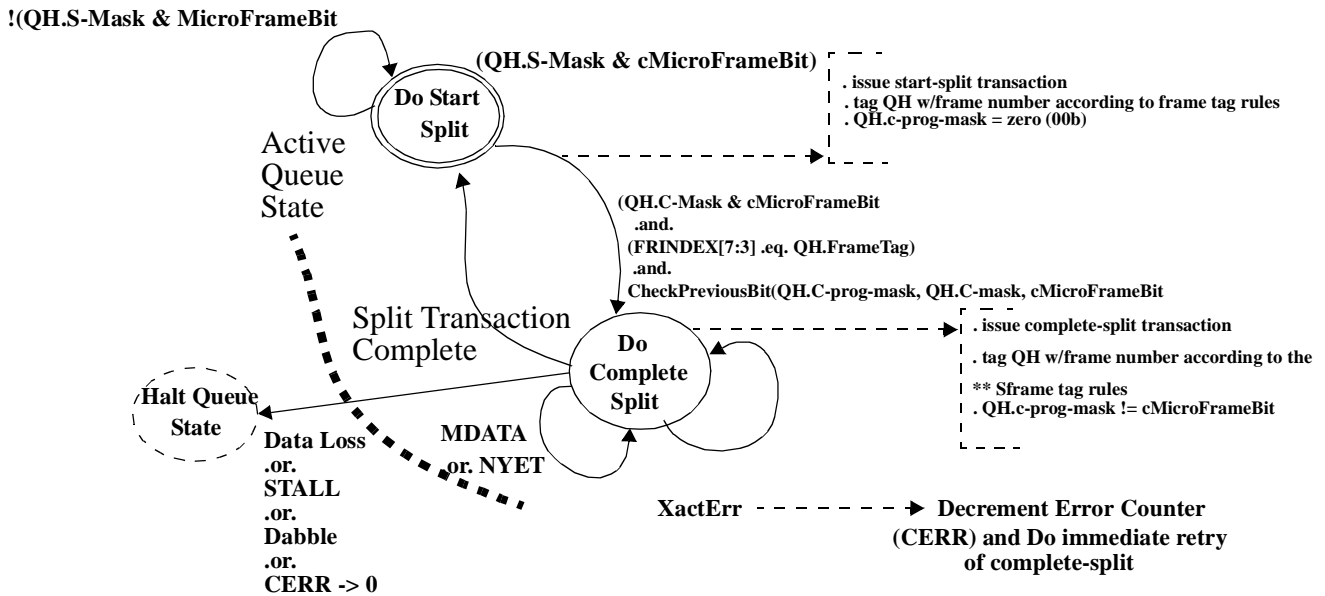 !(QH.S-Mask & MicroFrameBit
(QH.S-Mask & cMicroFrameBit)
. issue start-split transaction
. tag QH w/frame number according to frame tag rules
. QH.c-prog-mask = zero (00b)
Do Start
Split
Active
Queue
State
(QH.C-Mask & cMicroFrameBit
.and.
(FRINDEX[7:3] .eq. QH.FrameTag)
.and.
CheckPreviousBit(QH.C-prog-mask, QH.C-mask, cMicroFrameBit
Split Transaction
Complete
Do
Complete
Split
. issue complete-split transaction
. tag QH w/frame number according to the
** Sframe tag rules
. QH.c-prog-mask != cMicroFrameBit
Halt Queue
State
Data Loss
.or.
STALL
.or.
Dabble
.or.
CERR -> 0
MDATA
.or. NYET
XactErr
Decrement Error Counter
(CERR) and Do immediate retry
of complete-split